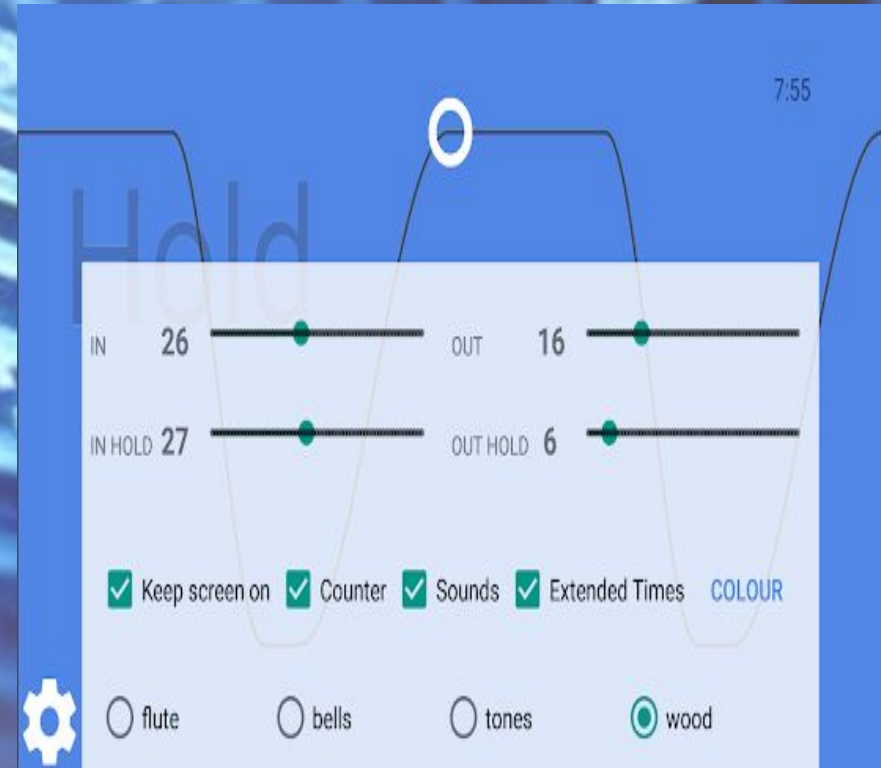 7:55
Hold
IN 26 OUT 16
IN HOLD 27 OUT HOLD 6
Keep screen on Counter Sounds Extended Times COLOUR
flute bells tones wood